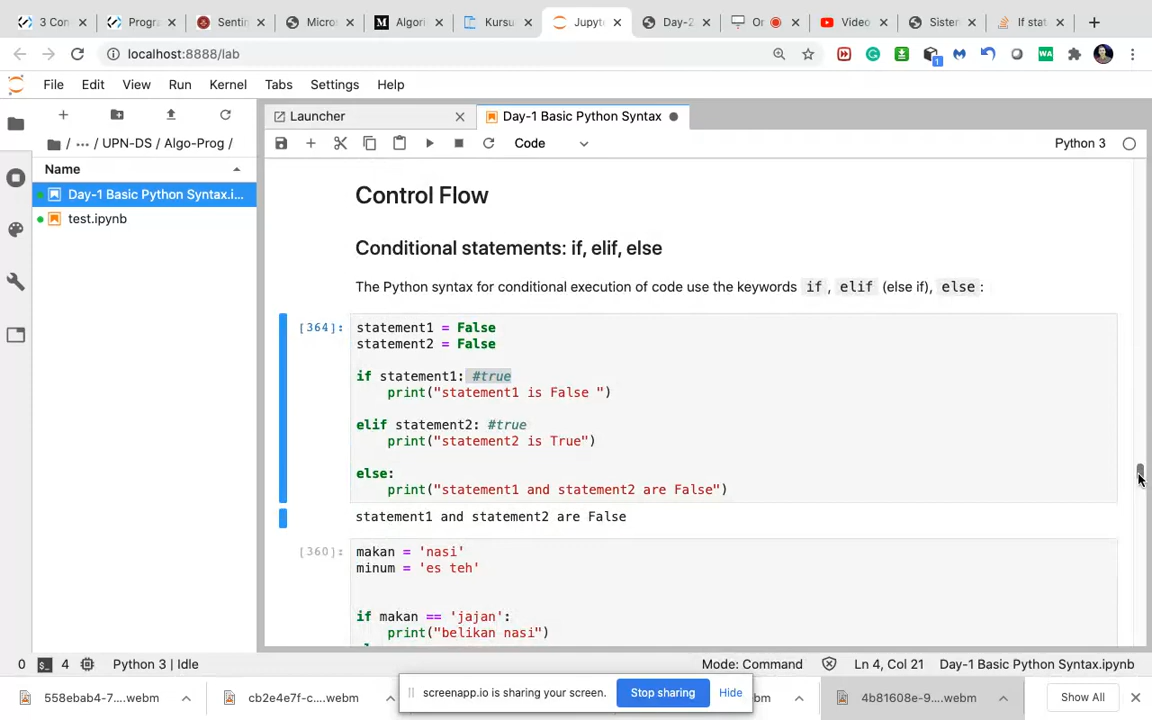 3 Con
Progra
Sentin
Micros
Algori
Kursu
Jupyte
Day-2
Or
Video
Sister
If stat
localhost:8888/lab
1
WA
File Edit View Run Kernel Tabs Settings Help
Launcher
Day-1 Basic Python Syntax
/ ... / UPN-DS / Algo-Prog /
Code
Python 3
Name
Day-1 Basic Python Syntax.i...
test.ipynb
Control Flow
Conditional statements: if, elif, else
The Python syntax for conditional execution of code use the keywords if , elif (else if), else :
[364]:
statement1 = False
statement2 = False
if statement1: #true
print("statement1 is False ")
elif statement2: #true
print("statement2 is True")
else:
print("statement1 and statement2 are False")
statement1 and statement2 are False
[360]:
makan = 'nasi'
minum = 'es teh'
if makan == 'jajan':
print("belikan nasi")
0 $_ 4 Python 3 | Idle Mode: Command Ln 4, Col 21 Day-1 Basic Python Syntax.ipynb
558ebab4-7....webm
cb2e4e7f-c....webm
screenapp.io is sharing your screen.
Stop sharing
Hide
bm
4b81608e-9....webm
Show All